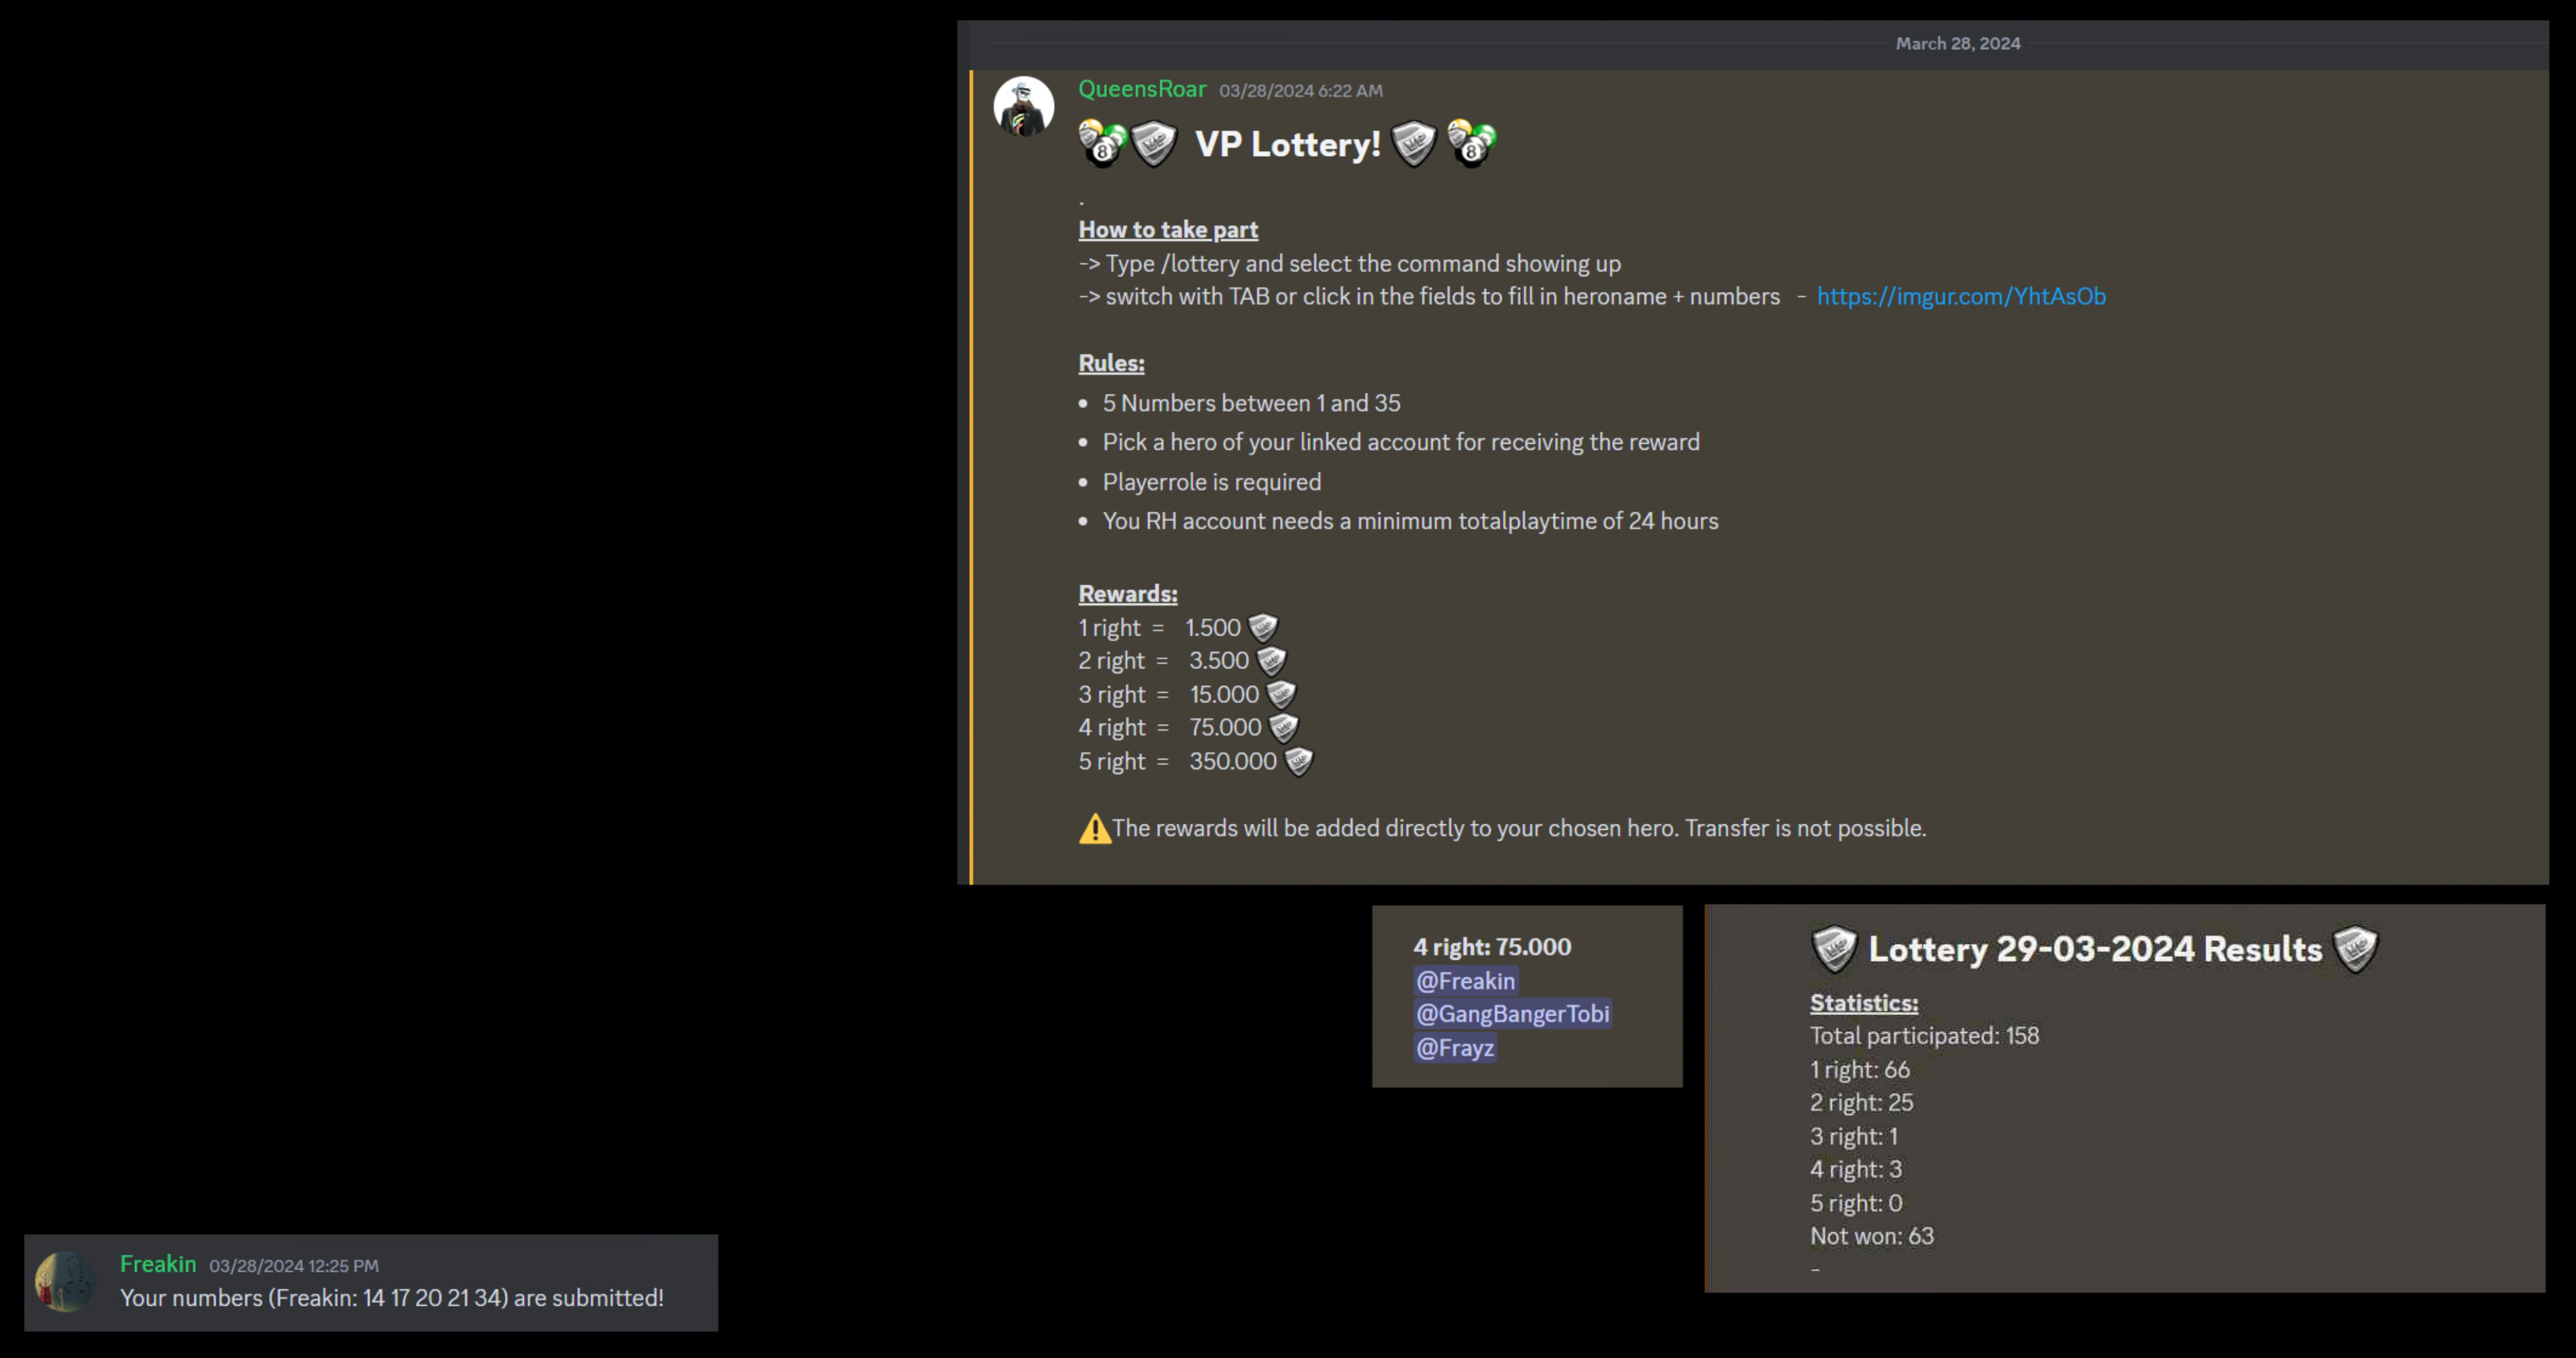 March 28, 2024
QueensRoar 03/28/2024 6:22 AM
VP Lottery!
.
How to take part
-> Type /lottery and select the command showing up
-> switch with TAB or click in the fields to fill in heroname + numbers - https://imgur.com/YhtAsOb
Rules:
• 5 Numbers between 1 and 35
• Pick a hero of your linked account for receiving the reward
• Playerrole is required
• You RH account needs a minimum totalplaytime of 24 hours
Rewards:
1 right = 1.500
2 right = 3.500
3 right = 15.000
4 right = 75.000
5 right = 350.000
The rewards will be added directly to your chosen hero. Transfer is not possible.
4 right: 75.000
@Freakin
@GangBangerTobi
@Frayz
Lottery 29-03-2024 Results
Statistics:
Total participated: 158
1 right: 66
2 right: 25
3 right: 1
4 right: 3
5 right: 0
Not won: 63
-
Freakin 03/28/2024 12:25 PM
Your numbers (Freakin: 14 17 20 21 34) are submitted!